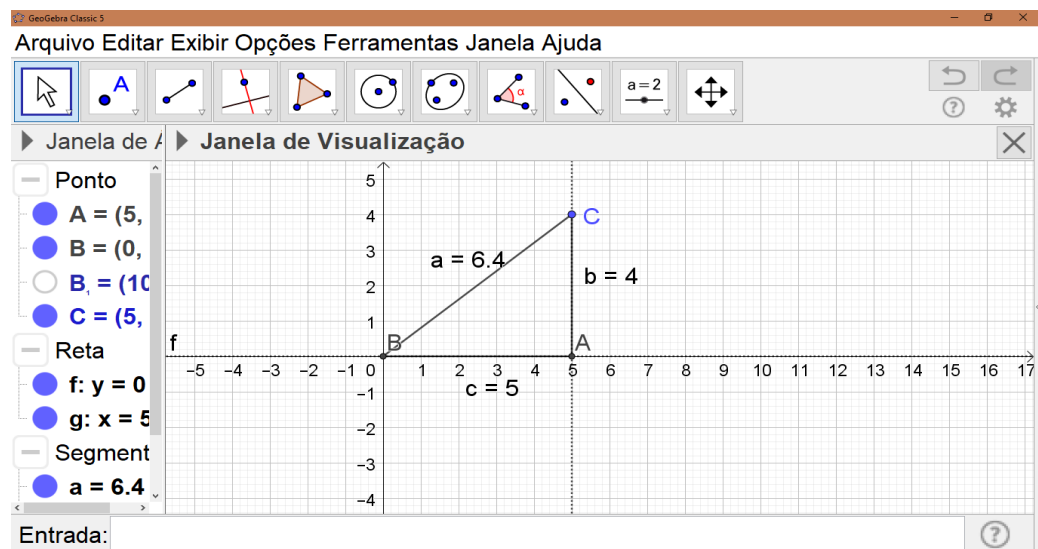 GeoGebra Classic 5
Arquivo Editar Exibir Opções Ferramentas Janela Ajuda
A
α
a=2
Janela de A
Janela de Visualização
Ponto
A = (5,
B = (0,
B₁ = (10
C = (5,
Reta
f: y = 0
g: x = 5
Segment
a = 6.4
5
4
3
2
1
0
−1
−2
−3
−4
−5 −4 −3 −2 −1 0 1 2 3 4 5 6 7 8 9 10 11 12 13 14 15 16 17
f
B
A
C
a = 6.4
b = 4
c = 5
Entrada: